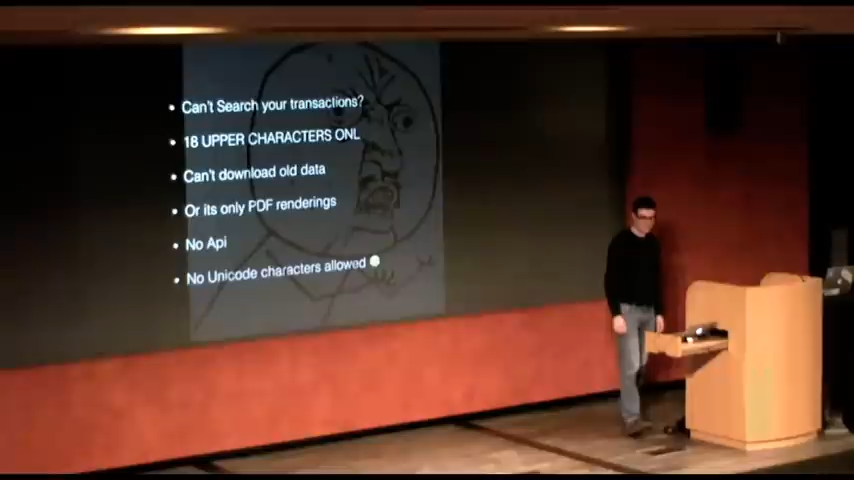 Can't Search your transactions?
18 UPPER CHARACTERS ONL
Can't download old data
Or its only PDF renderings
No Api
No Unicode characters allowed